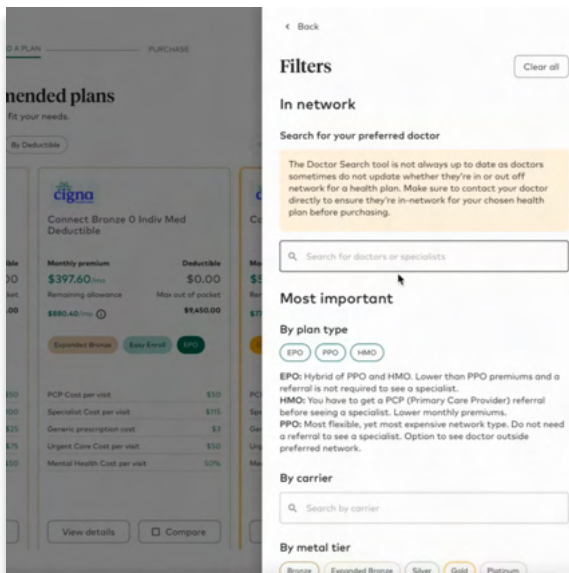 D A PLAN
PURCHASE
nended plans
fit your needs.
By Deductible
cigna
Connect Bronze 0 Indiv Med
Deductible
Monthly premium Deductible
$397.60/mo $0.00
Remaining allowance Max out of pocket
$880.40/mo $9,450.00
Expanded Bronze Easy Enroll EPO
PCP Cost per visit $50
Specialist Cost per visit $115
Generic prescription cost $3
Urgent Care Cost per visit $50
Mental Health Cost per visit 50%
View details Compare
Back
Filters
Clear all
In network
Search for your preferred doctor
The Doctor Search tool is not always up to date as doctors
sometimes do not update whether they're in or out off
network for a health plan. Make sure to contact your doctor
directly to ensure they're in-network for your chosen health
plan before purchasing.
Search for doctors or specialists
Most important
By plan type
EPO PPO HMO
EPO: Hybrid of PPO and HMO. Lower than PPO premiums and a
referral is not required to see a specialist.
HMO: You have to get a PCP (Primary Care Provider) referral
before seeing a specialist. Lower monthly premiums.
PPO: Most flexible, yet most expensive network type. Do not need
a referral to see a specialist. Option to see doctor outside
preferred network.
By carrier
Search by carrier
By metal tier
Bronze Expanded Bronze Silver Gold Platinum